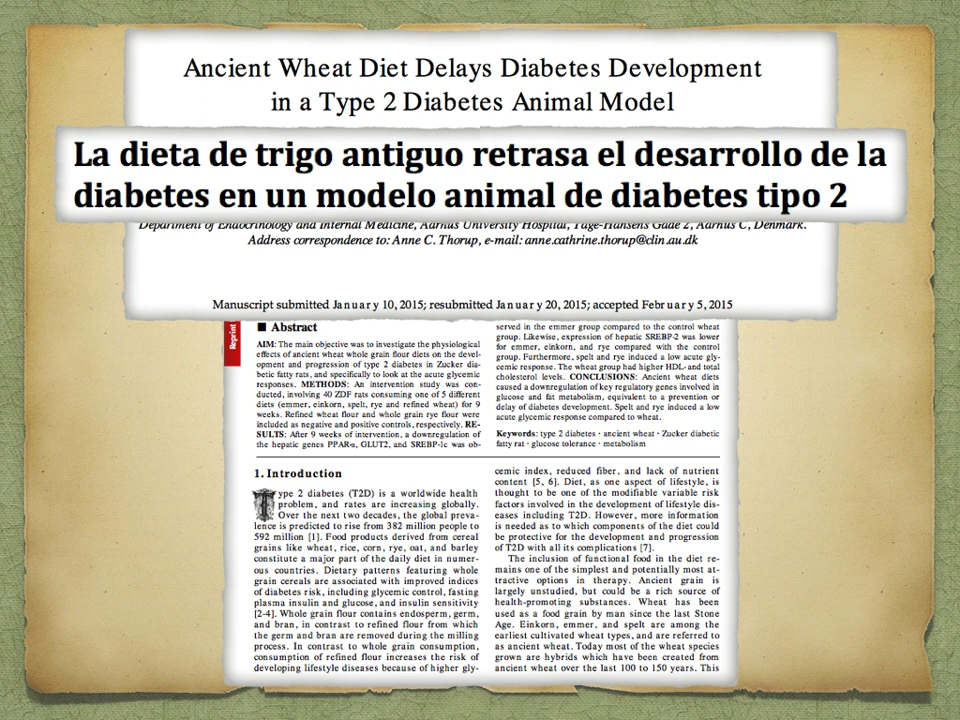 Ancient Wheat Diet Delays Diabetes Development
in a Type 2 Diabetes Animal Model
La dieta de trigo antiguo retrasa el desarrollo de la
diabetes en un modelo animal de diabetes tipo 2
Department of Endocrinology and Internal Medicine, Aarhus University Hospital, Tage-Hansens Gade 2, Aarhus C, Denmark.
Address correspondence to: Anne C. Thorup, e-mail: anne.cathrine.thorup@clin.au.dk
Manuscript submitted January 10, 2015; resubmitted January 20, 2015; accepted February 5, 2015
Reprint
■ Abstract
AIM: The main objective was to investigate the physiological
effects of ancient wheat whole grain flour diets on the devel-
opment and progression of type 2 diabetes in Zucker dia-
betic fatty rats, and specifically to look at the acute glycemic
responses. METHODS: An intervention study was con-
ducted, involving 40 ZDF rats consuming one of 5 different
diets (emmer, einkorn, spelt, rye and refined wheat) for 9
weeks. Refined wheat flour and whole grain rye flour were
included as negative and positive controls, respectively. RE-
SULTS: After 9 weeks of intervention, a downregulation of
the hepatic genes PPAR-α, GLUT2, and SREBP-1c was ob-
served in the emmer group compared to the control wheat
group. Likewise, expression of hepatic SREBP-2 was lower
for emmer, einkorn, and rye compared with the control
group. Furthermore, spelt and rye induced a low acute gly-
cemic response. The wheat group had higher HDL- and total
cholesterol levels. CONCLUSIONS: Ancient wheat diets
caused a downregulation of key regulatory genes involved in
glucose and fat metabolism, equivalent to a prevention or
delay of diabetes development. Spelt and rye induced a low
acute glycemic response compared to wheat.
Keywords: type 2 diabetes · ancient wheat · Zucker diabetic
fatty rat · glucose tolerance · metabolism
1. Introduction
Type 2 diabetes (T2D) is a worldwide health
problem, and rates are increasing globally.
Over the next two decades, the global preva-
lence is predicted to rise from 382 million people to
592 million [1]. Food products derived from cereal
grains like wheat, rice, corn, rye, oat, and barley
constitute a major part of the daily diet in numer-
ous countries. Dietary patterns featuring whole
grain cereals are associated with improved indices
of diabetes risk, including glycemic control, fasting
plasma insulin and glucose, and insulin sensitivity
[2-4]. Whole grain flour contains endosperm, germ,
and bran, in contrast to refined flour from which
the germ and bran are removed during the milling
process. In contrast to whole grain consumption,
consumption of refined flour increases the risk of
developing lifestyle diseases because of higher gly-
cemic index, reduced fiber, and lack of nutrient
content [5, 6]. Diet, as one aspect of lifestyle, is
thought to be one of the modifiable variable risk
factors involved in the development of lifestyle dis-
eases including T2D. However, more information
is needed as to which components of the diet could
be protective for the development and progression
of T2D with all its complications [7].
The inclusion of functional food in the diet re-
mains one of the simplest and potentially most at-
tractive options in therapy. Ancient grain is
largely unstudied, but could be a rich source of
health-promoting substances. Wheat has been
used as a food grain by man since the last Stone
Age. Einkorn, emmer, and spelt are among the
earliest cultivated wheat types, and are referred to
as ancient wheat. Today most of the wheat species
grown are hybrids which have been created from
ancient wheat over the last 100 to 150 years. This